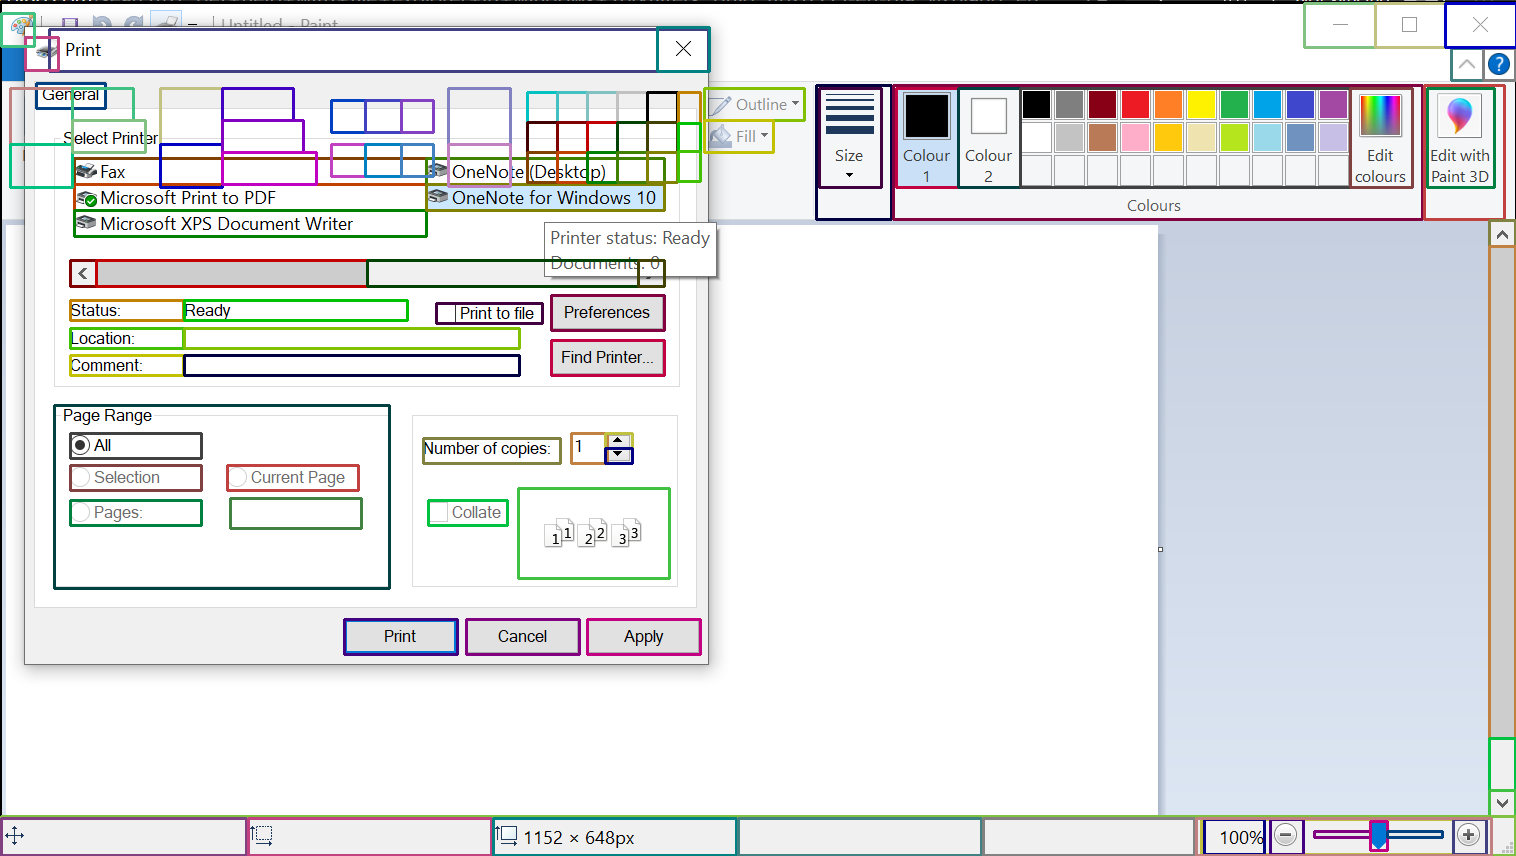 Untitled - Paint
Print
General
Select Printer
Fax
OneNote (Desktop)
Microsoft Print to PDF
OneNote for Windows 10
Microsoft XPS Document Writer
Printer status: Ready
Documents: 0
Status:
Ready
Print to file
Preferences
Location:
Find Printer...
Comment:
Page Range
All
Selection
Current Page
Pages:
Number of copies:
1
Collate
1 1 2 2 3 3
Print
Cancel
Apply
Outline
Fill
Size
Colour
1
Colour
2
Edit
colours
Edit with
Paint 3D
Colours
1152 × 648px
100%